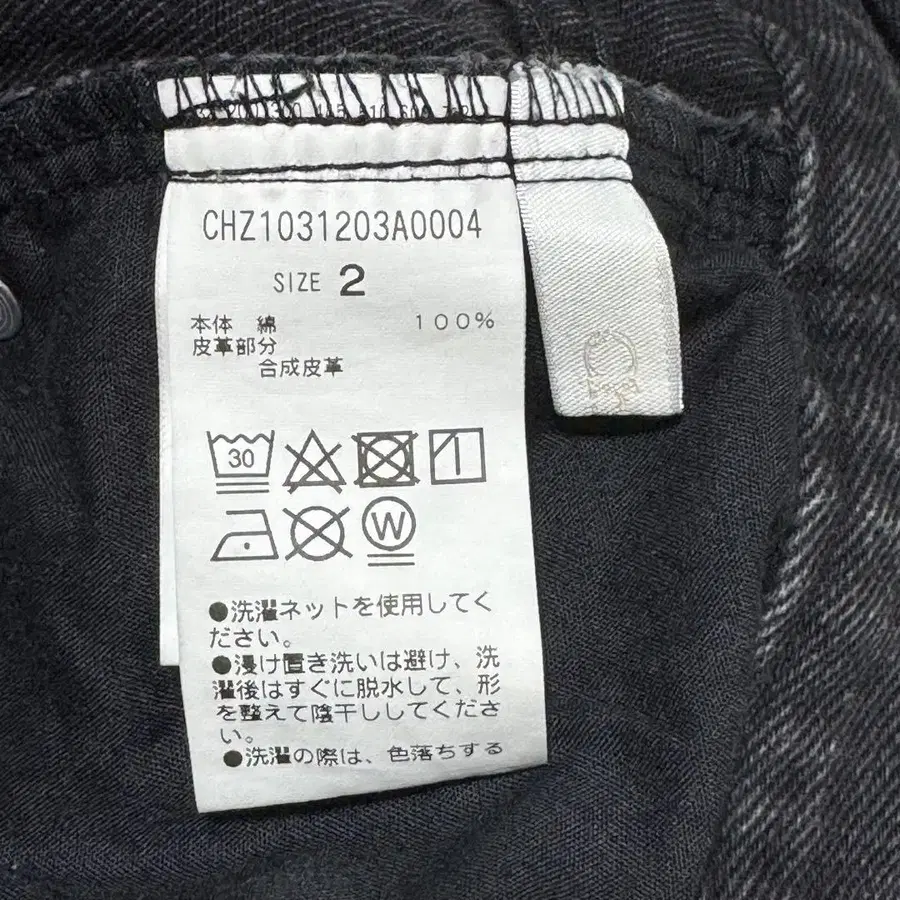 CHZ1031203A0004
SIZE 2
本体 綿 100%
皮革部分
合成皮革
30
W
●洗濯ネットを使用してく
ださい。
●浸け置き洗いは避け、洗
濯後はすぐに脱水して、形
を整えて陰干ししてくださ
い。
●洗濯の際は、色落ちする